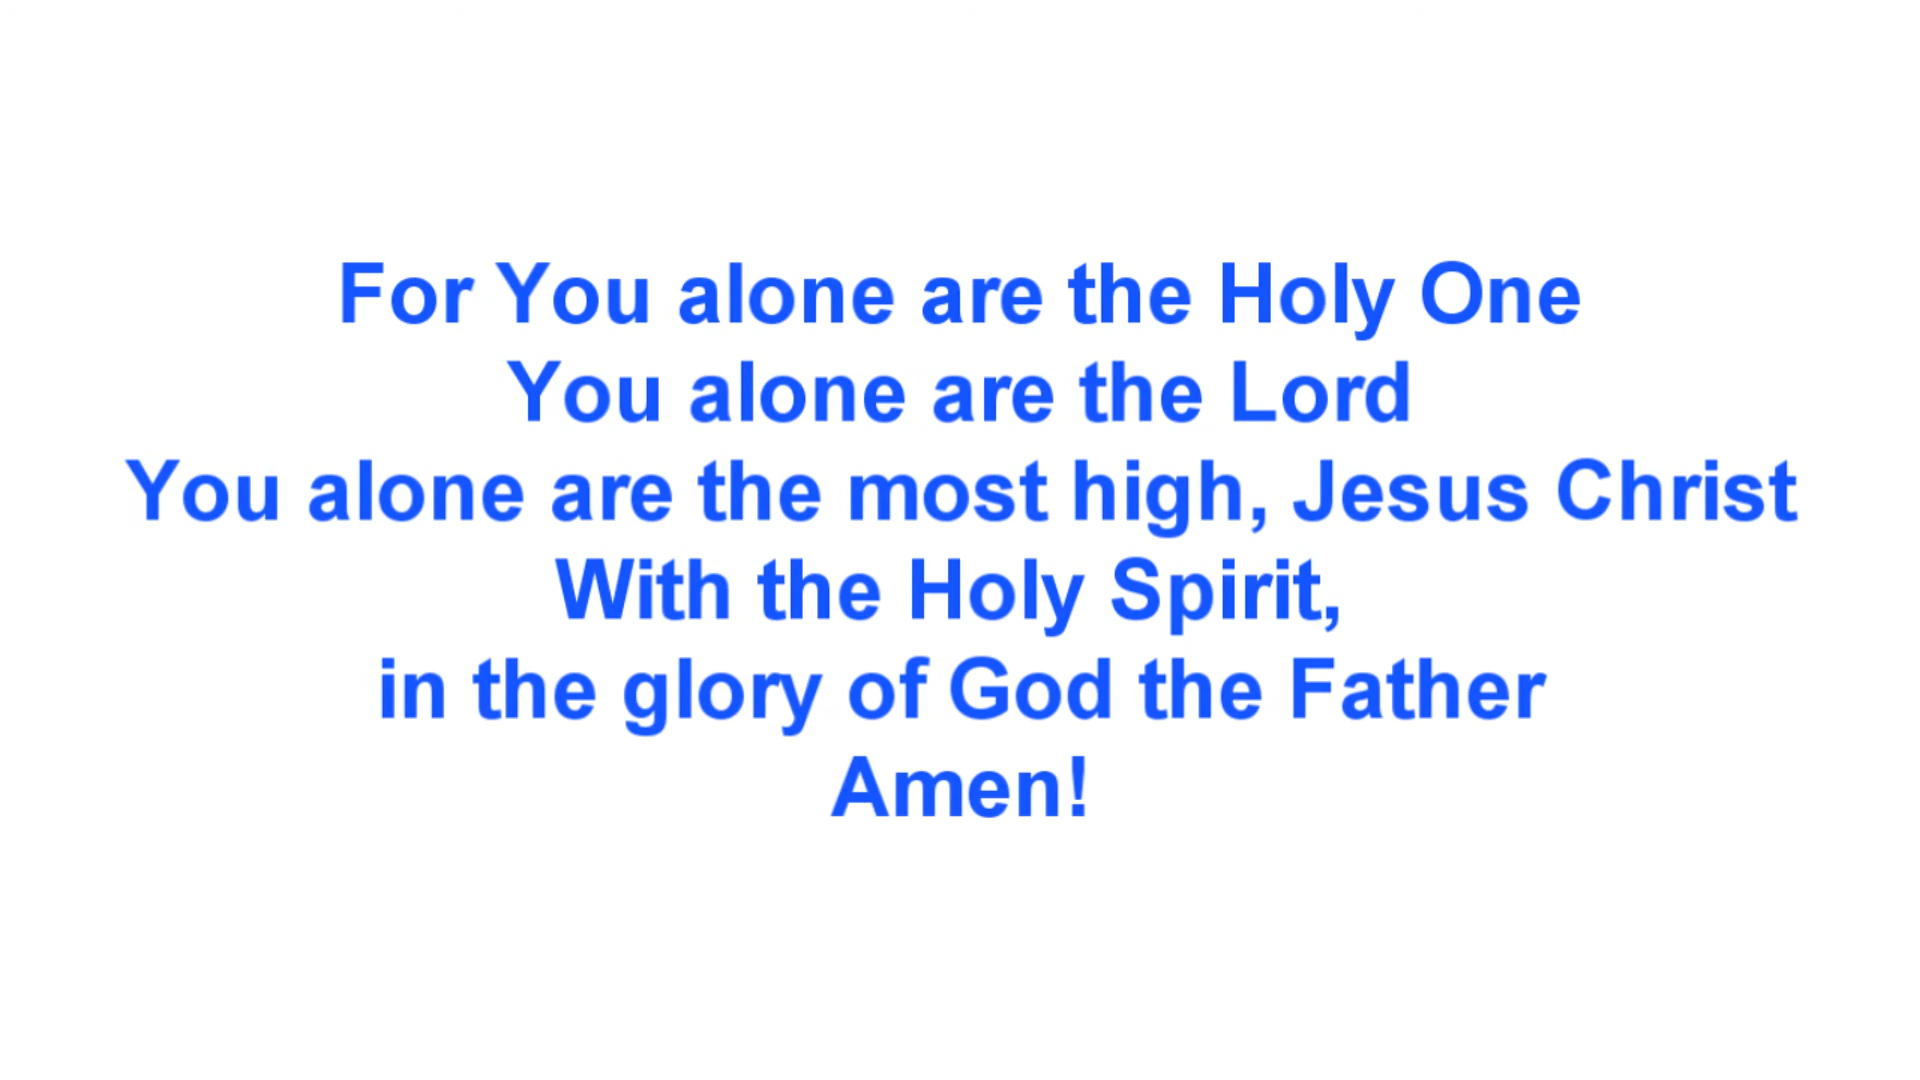 For You alone are the Holy One
You alone are the Lord
You alone are the most high, Jesus Christ
With the Holy Spirit,
in the glory of God the Father
Amen!